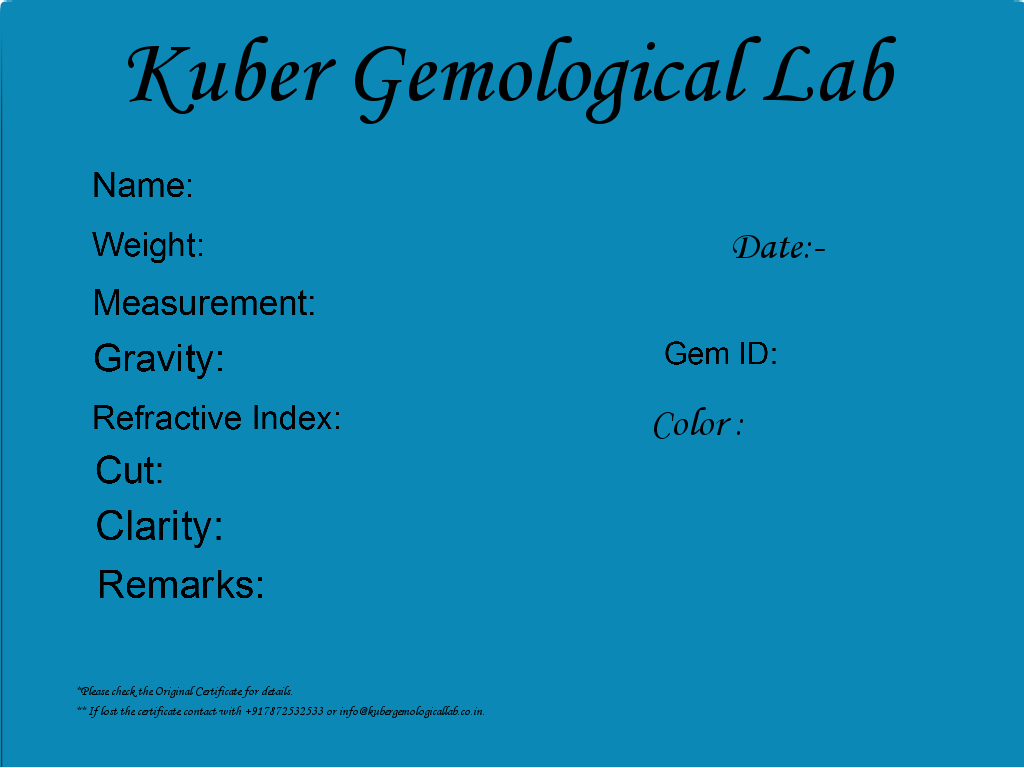 Kuber Gemological Lab
Name:
Weight:
Date:-
Measurement:
Gravity:
Gem ID:
Refractive Index:
Color :
Cut:
Clarity:
Remarks:
*Please check the Original Certificate for details.
** If lost the certificate contact with +917872532533 or info@kubergemologicallab.co.in.